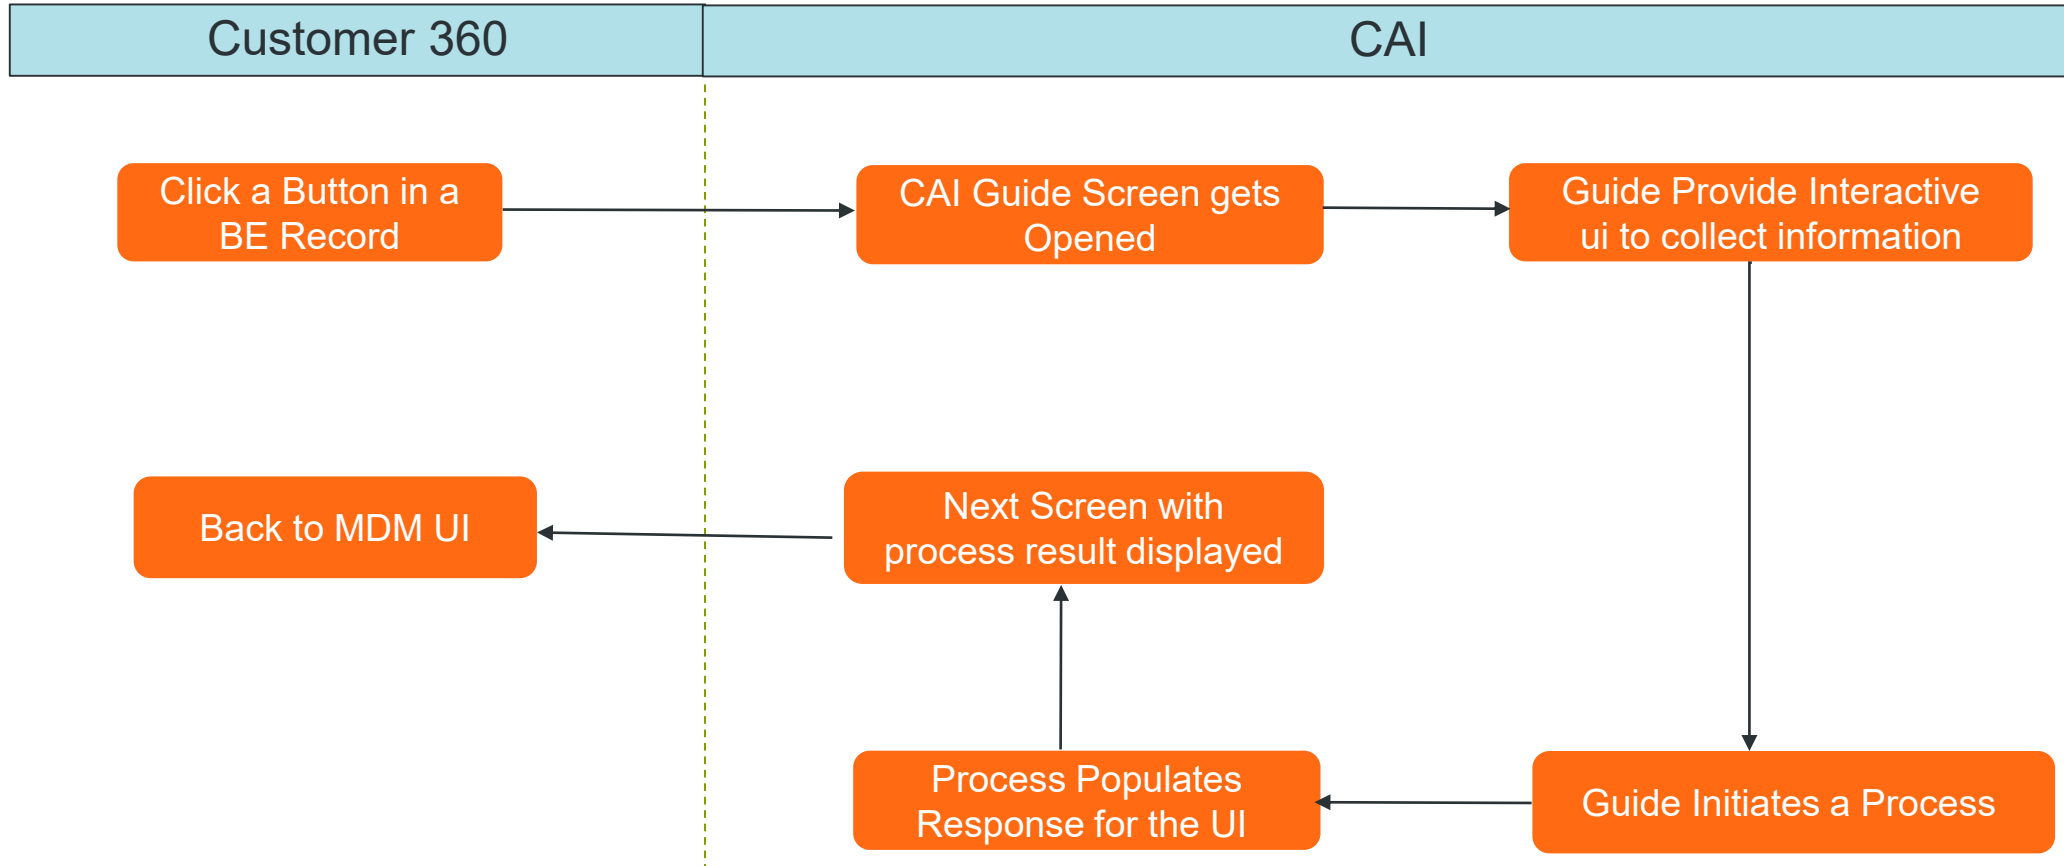 Customer 360
CAI
Click a Button in a
BE Record
CAI Guide Screen gets
Opened
Guide Provide Interactive
ui to collect information
Back to MDM UI
Next Screen with
process result displayed
Process Populates
Response for the UI
Guide Initiates a Process